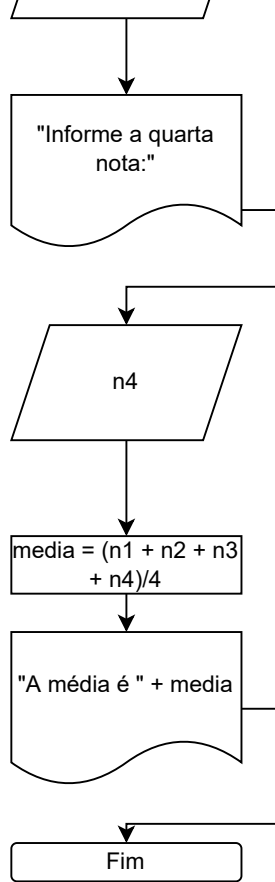 "Informe a quarta
nota:"
n4
media = (n1 + n2 + n3
+ n4)/4
"A média é " + media
Fim